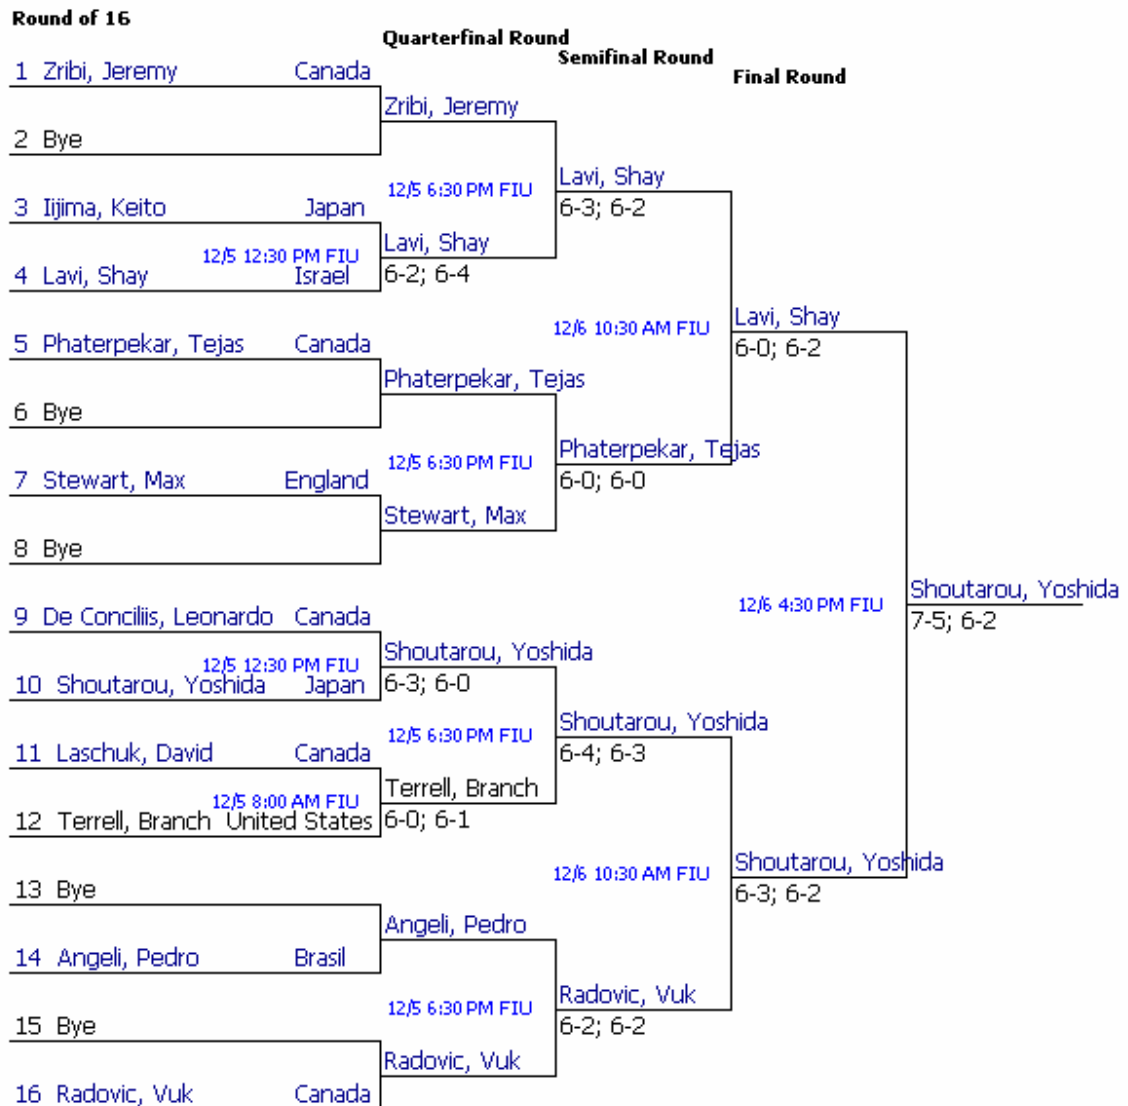 Round of 16
Quarterfinal Round
Semifinal Round
Final Round
1 Zribi, Jeremy Canada
Zribi, Jeremy
2 Bye
12/5 6:30 PM FIU
Lavi, Shay
6-3; 6-2
3 Iijima, Keito Japan
12/5 12:30 PM FIU
Lavi, Shay
6-2; 6-4
4 Lavi, Shay Israel
12/6 10:30 AM FIU
Lavi, Shay
6-0; 6-2
5 Phaterpekar, Tejas Canada
Phaterpekar, Tejas
6 Bye
12/5 6:30 PM FIU
Phaterpekar, Tejas
6-0; 6-0
7 Stewart, Max England
Stewart, Max
8 Bye
12/6 4:30 PM FIU
Shoutarou, Yoshida
7-5; 6-2
9 De Conciliis, Leonardo Canada
12/5 12:30 PM FIU
Shoutarou, Yoshida
6-3; 6-0
10 Shoutarou, Yoshida Japan
12/5 6:30 PM FIU
Shoutarou, Yoshida
6-4; 6-3
11 Laschuk, David Canada
12/5 8:00 AM FIU
Terrell, Branch
6-0; 6-1
12 Terrell, Branch United States
12/6 10:30 AM FIU
Shoutarou, Yoshida
6-3; 6-2
13 Bye
Angeli, Pedro
14 Angeli, Pedro Brasil
12/5 6:30 PM FIU
Radovic, Vuk
6-2; 6-2
15 Bye
Radovic, Vuk
16 Radovic, Vuk Canada